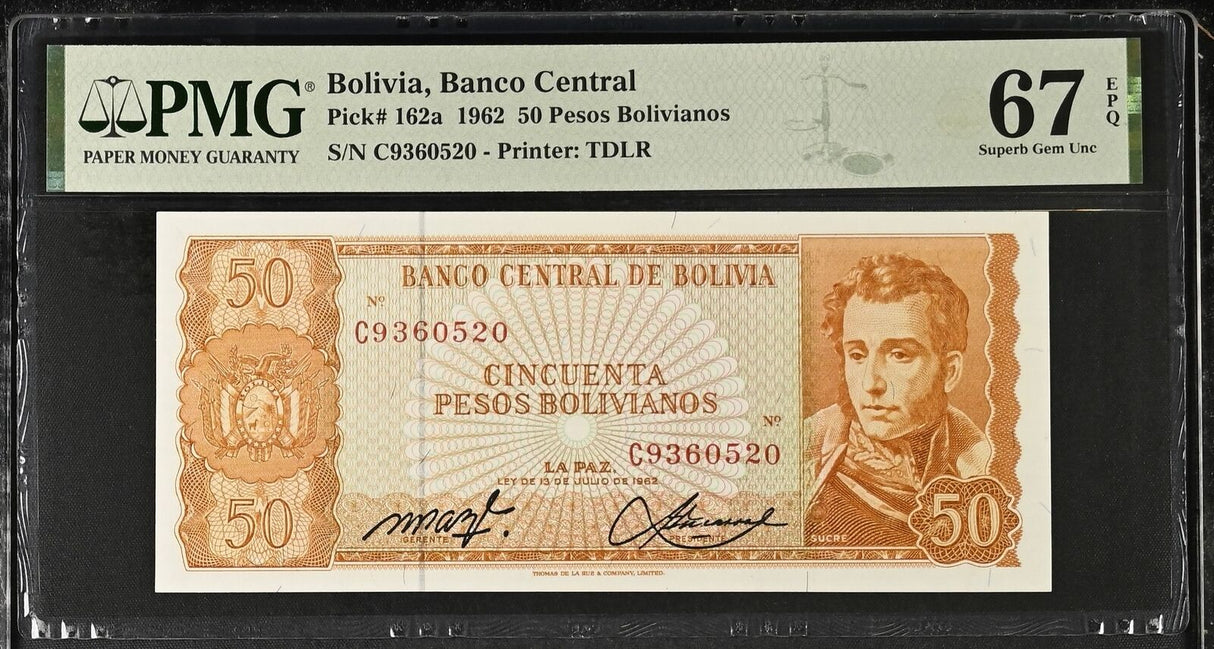 PMG®
PAPER MONEY GUARANTY
Bolivia, Banco Central
Pick# 162a 1962 50 Pesos Bolivianos
S/N C9360520 - Printer: TDLR
67
EPQ
Superb Gem Unc
50
BANCO CENTRAL DE BOLIVIA
Nº
C9360520
CINCUENTA
PESOS BOLIVIANOS
Nº
C9360520
LA PAZ.
LEY DE 13 DE JULIO DE 1962
GERENTE
PRESIDENTE
SUCRE
50
50
THOMAS DE LA RUE & COMPANY, LIMITED.